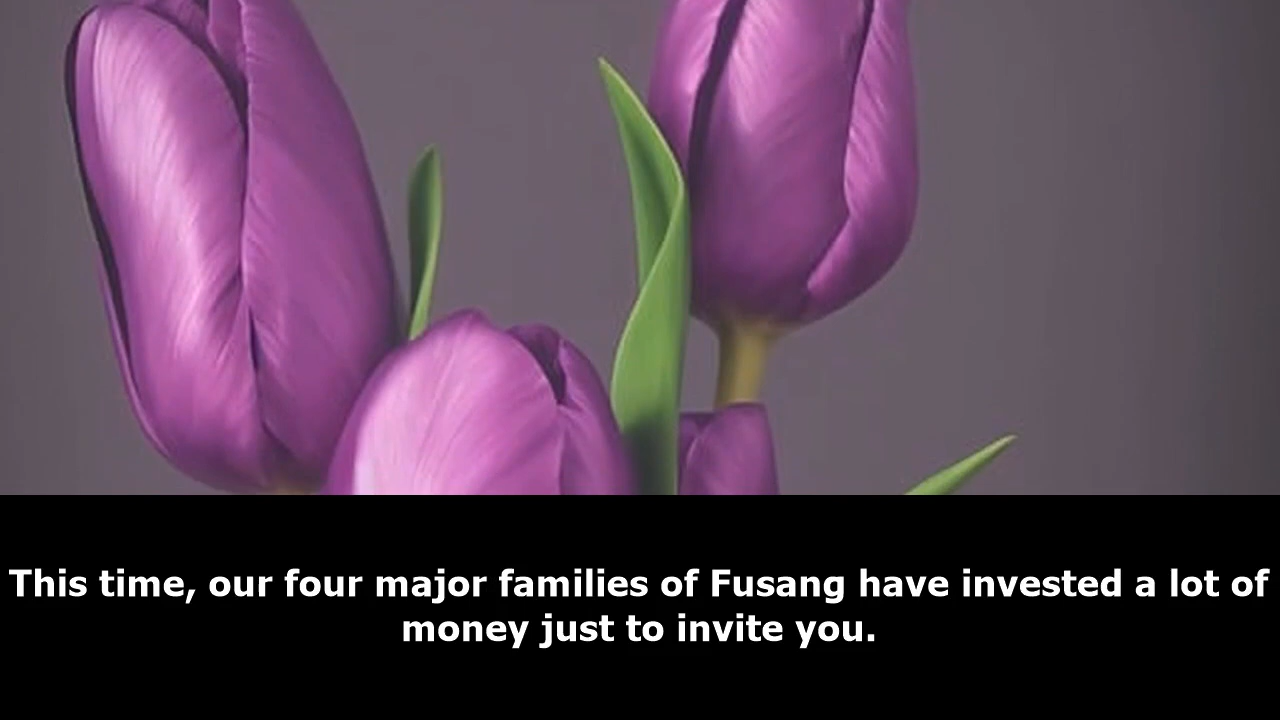 This time, our four major families of Fusang have invested a lot of
money just to invite you.